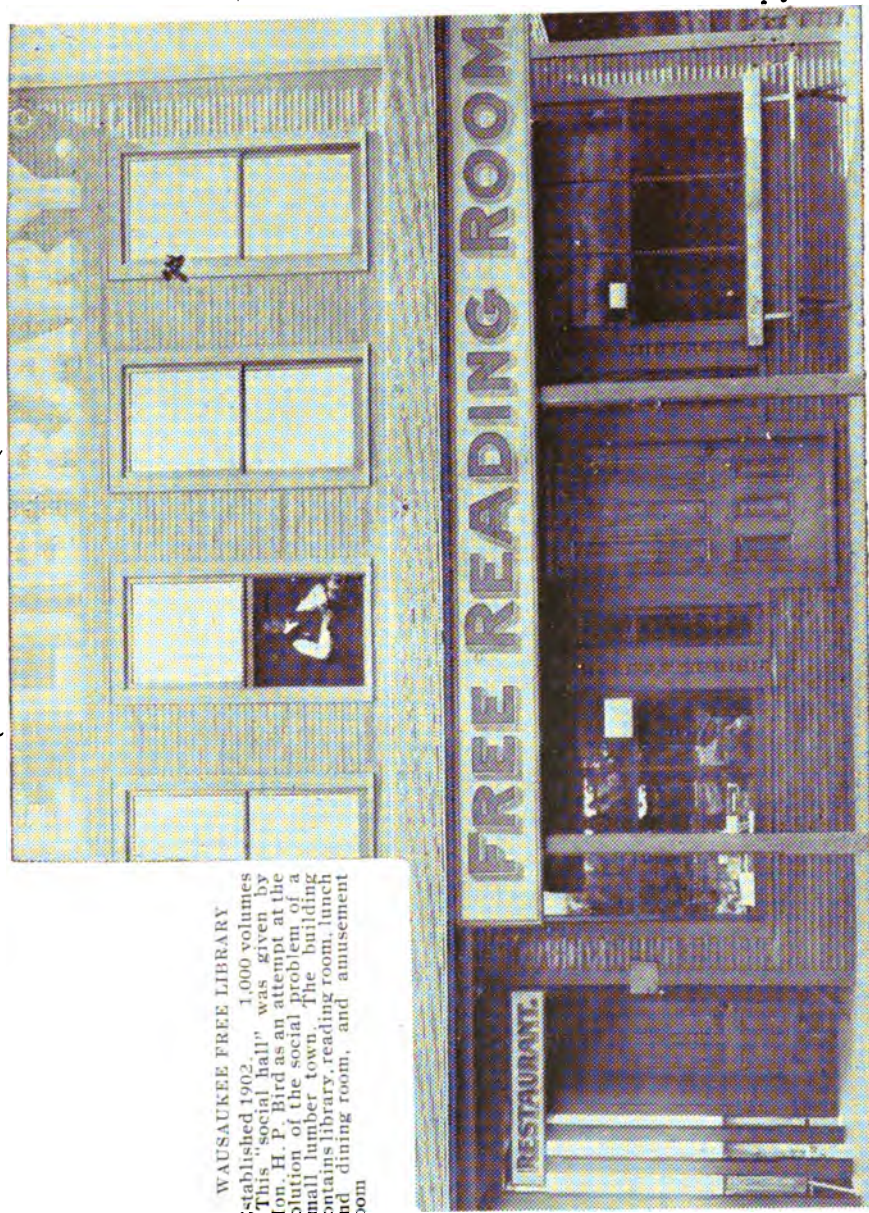 FREE READING ROOM.
RESTAURANT.
WAUSAUKEE FREE LIBRARY
stablished 1902. 1,000 volumes
This "social hall" was given by
Hon. H. P. Bird as an attempt at the
olution of the social problem of a
mall lumber town. The building
ontains library, reading room, lunch
nd dining room, and amusement
oom